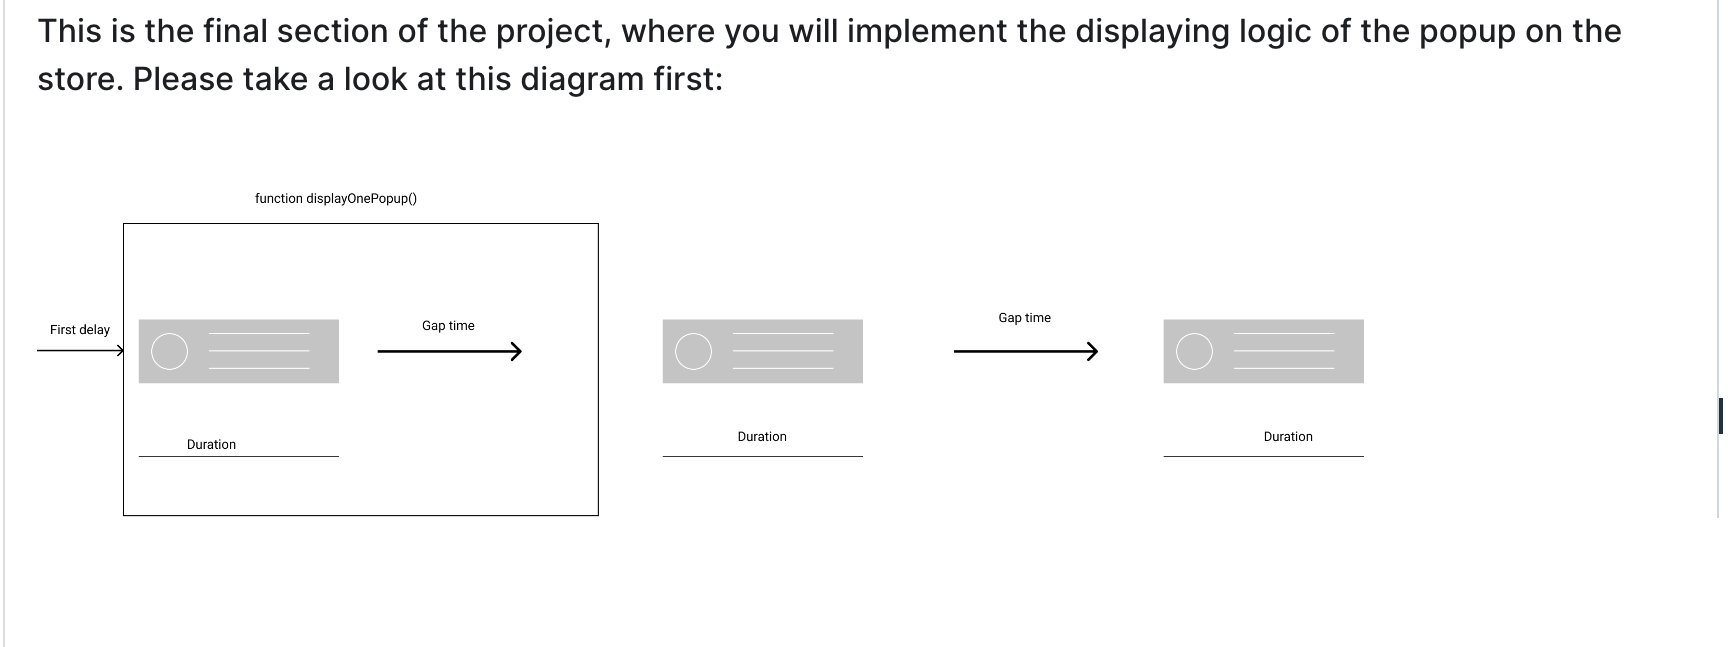 This is the final section of the project, where you will implement the displaying logic of the popup on the
store. Please take a look at this diagram first:
function displayOnePopup()
First delay
Gap time
Gap time
Duration
Duration
Duration